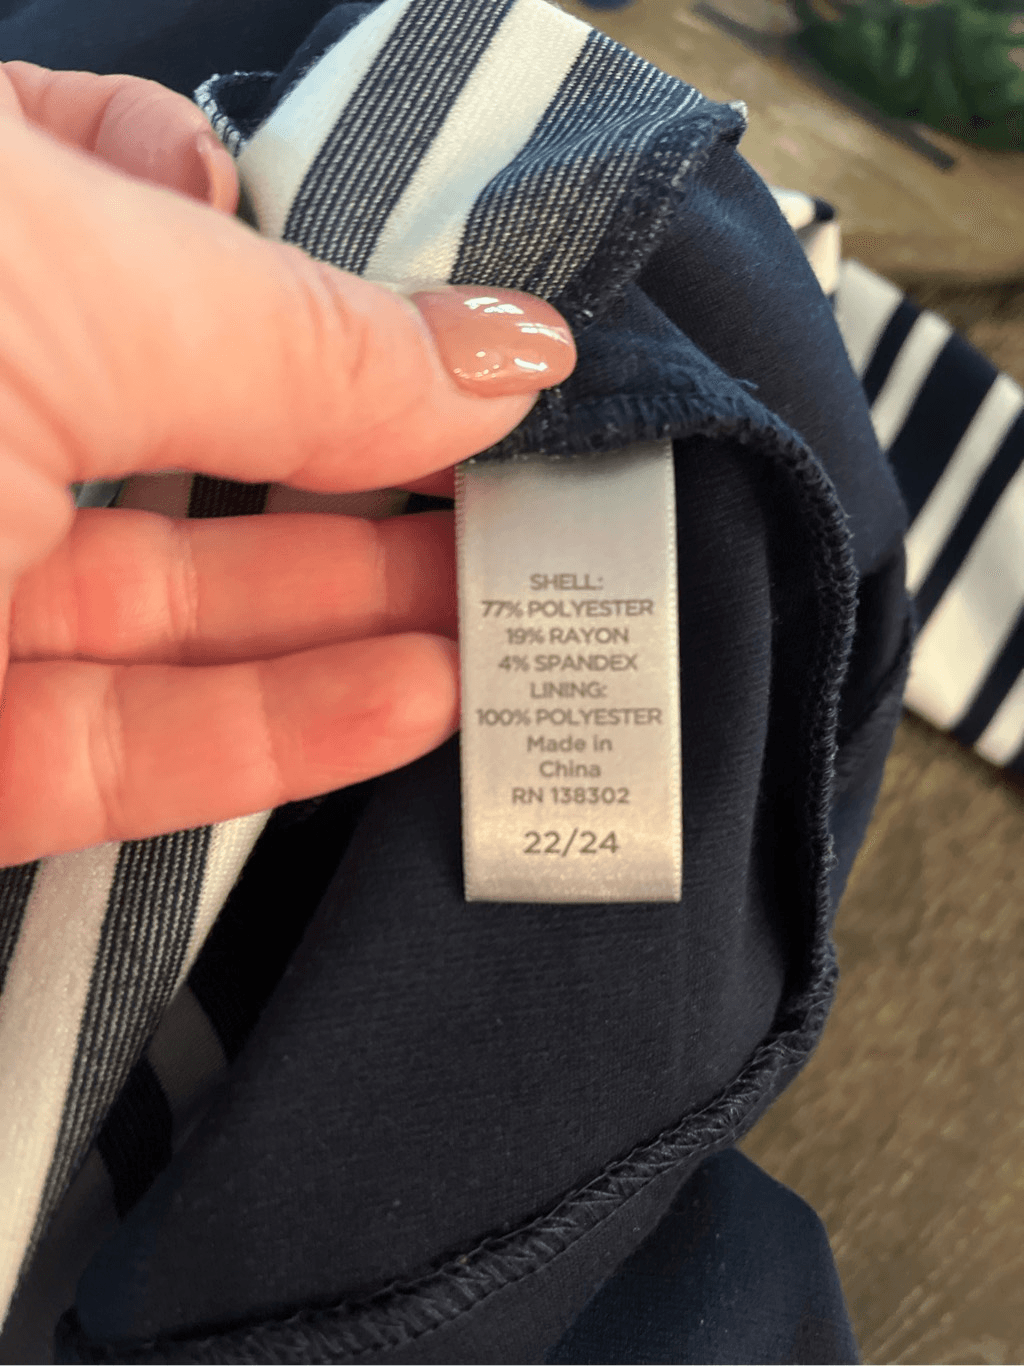 SHELL:
77% POLYESTER
19% RAYON
4% SPANDEX
LINING:
100% POLYESTER
Made in
China
RN 138302
22/24